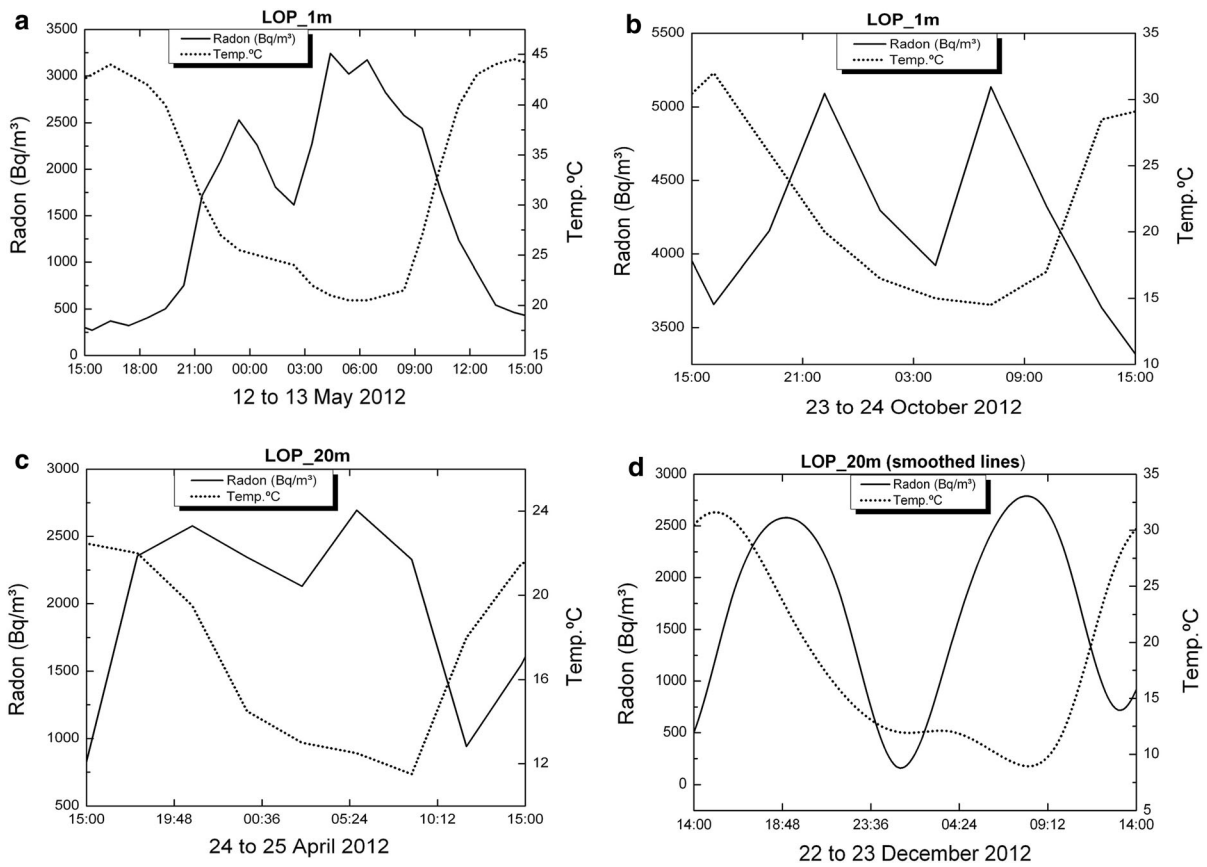 a
LOP_1m
Radon (Bq/m³)
Temp.ºC
3500
3000
2500
2000
1500
1000
500
0
Radon (Bq/m³)
45
40
35
30
25
20
15
Temp.ºC
15:00 18:00 21:00 00:00 03:00 06:00 09:00 12:00 15:00
12 to 13 May 2012
b
LOP_1m
Radon (Bq/m³)
Temp.ºC
5500
5000
4500
4000
3500
Radon (Bq/m³)
35
30
25
20
15
10
Temp.ºC
15:00 21:00 03:00 09:00 15:00
23 to 24 October 2012
c
LOP_20m
Radon (Bq/m³)
Temp.ºC
3000
2500
2000
1500
1000
500
Radon (Bq/m³)
24
20
16
12
Temp.ºC
15:00 19:48 00:36 05:24 10:12 15:00
24 to 25 April 2012
d
LOP_20m (smoothed lines)
Radon (Bq/m³)
Temp.ºC
3000
2750
2500
2250
2000
1750
1500
1250
1000
750
500
250
0
Radon (Bq/m³)
35
30
25
20
15
10
5
Temp.ºC
14:00 18:48 23:36 04:24 09:12 14:00
22 to 23 December 2012